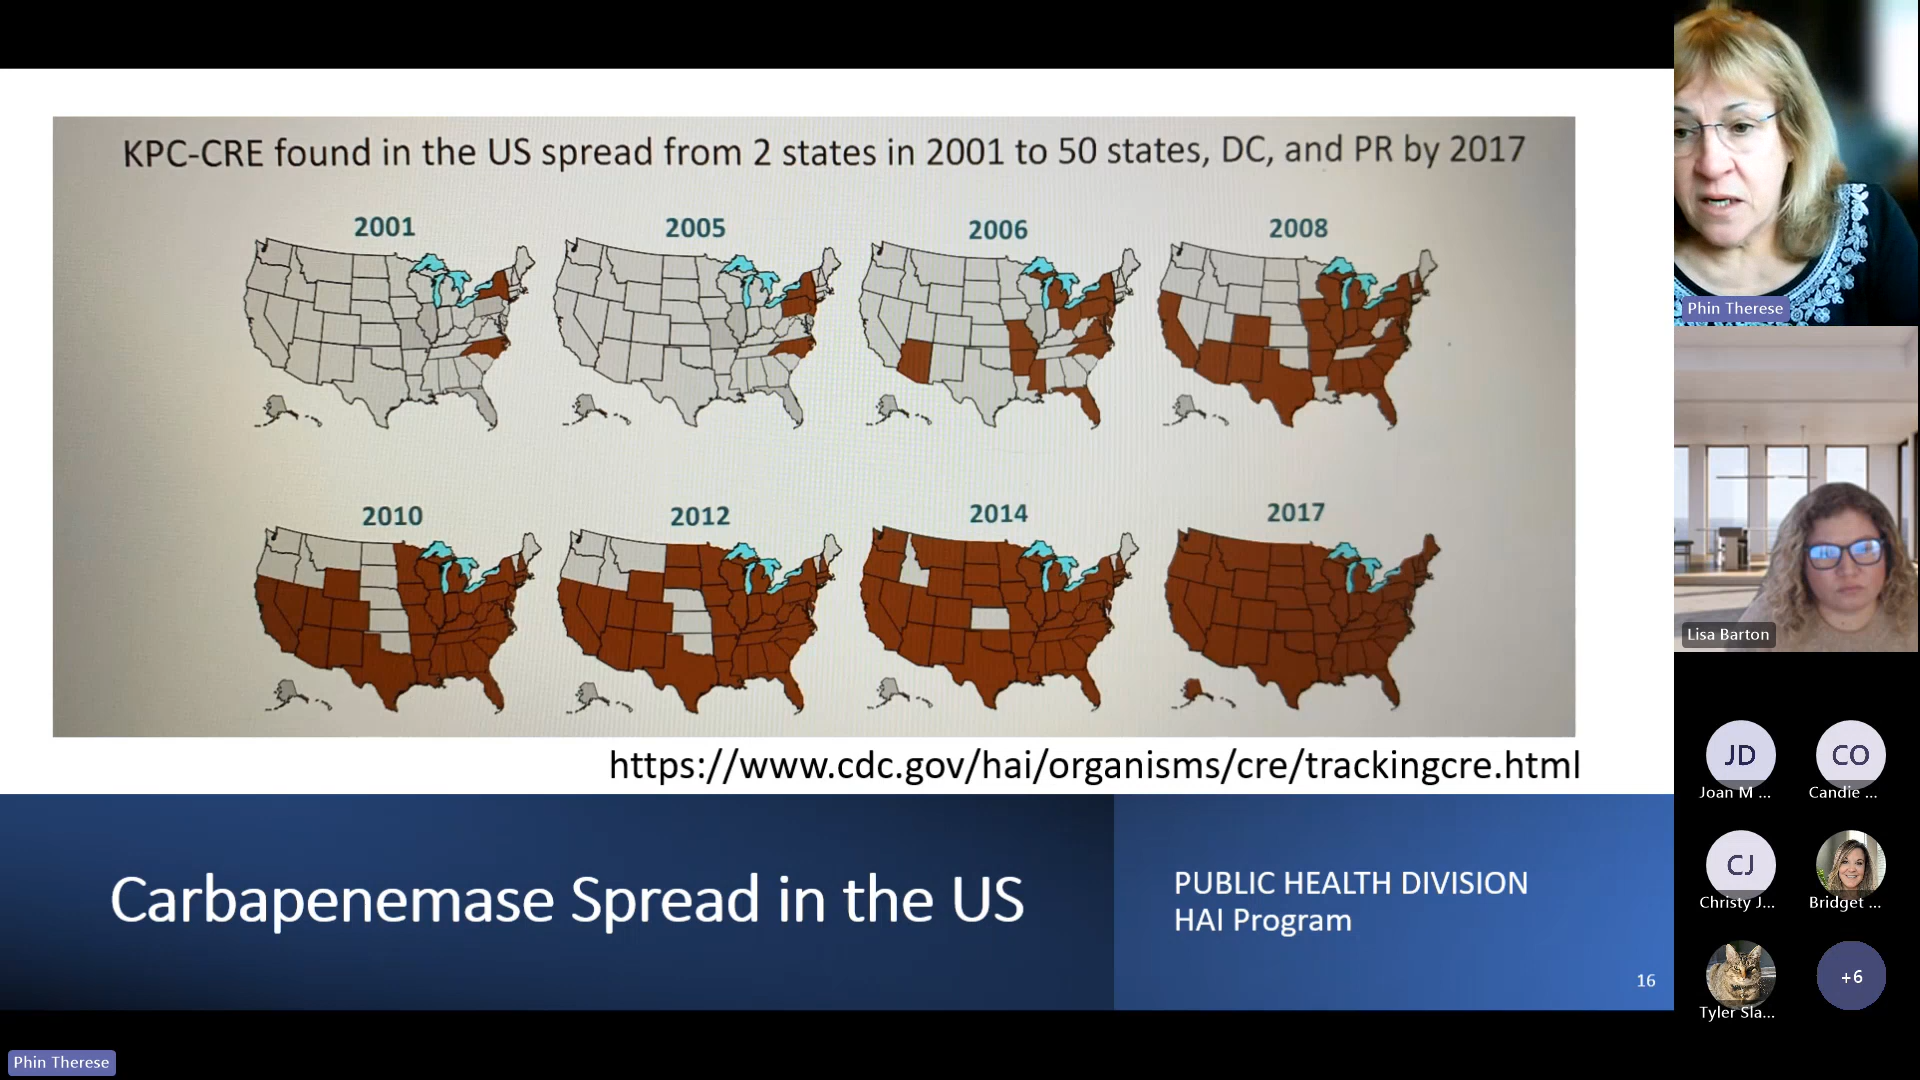 KPC-CRE found in the US spread from 2 states in 2001 to 50 states, DC, and PR by 2017
2001
2005
2006
2008
2010
2012
2014
2017
https://www.cdc.gov/hai/organisms/cre/trackingcre.html
Carbapenemase Spread in the US
PUBLIC HEALTH DIVISION
HAI Program
16
Phin Therese
Lisa Barton
JD
Joan M ...
CO
Candie ...
CJ
Christy J...
Bridget ...
Tyler Sla...
+6
Phin Therese